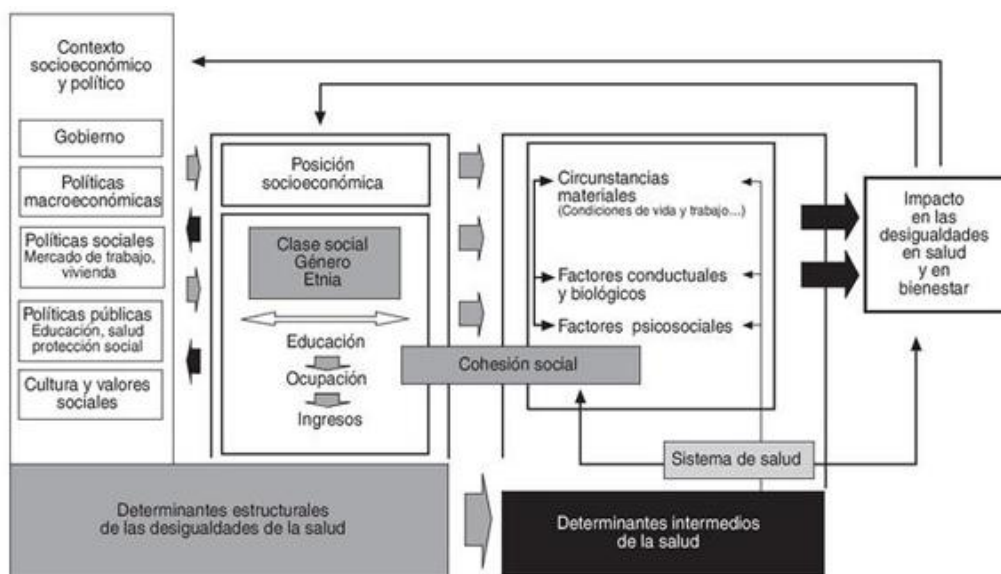 Contexto
socioeconómico
y político
Gobierno
Políticas
macroeconómicas
Políticas sociales
Mercado de trabajo,
vivienda
Políticas públicas
Educación, salud
protección social
Cultura y valores
sociales
Posición
socioeconómica
Clase social
Género
Etnia
Educación
Ocupación
Ingresos
Cohesión social
Circunstancias
materiales
(Condiciones de vida y trabajo...)
Factores conductuales
y biológicos
Factores psicosociales
Sistema de salud
Impacto
en las
desigualdades
en salud
y en
bienestar
Determinantes estructurales
de las desigualdades de la salud
Determinantes intermedios
de la salud